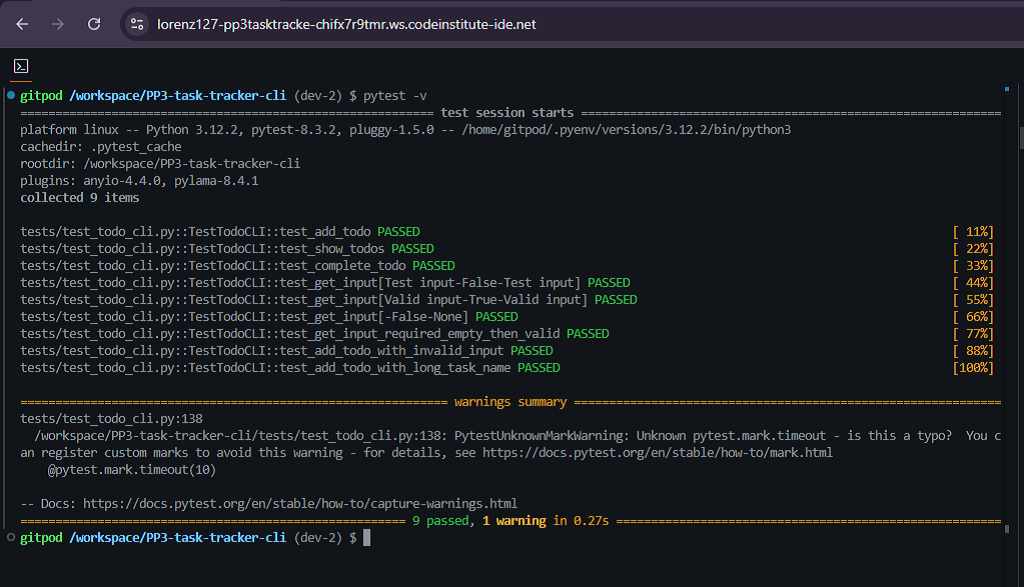 lorenz127-pp3tasktracke-chifx7r9tmr.ws.codeinstitute-ide.net
gitpod /workspace/PP3-task-tracker-cli (dev-2) $ pytest -v
============================================================= test session starts =============================================================
platform linux -- Python 3.12.2, pytest-8.3.2, pluggy-1.5.0 -- /home/gitpod/.pyenv/versions/3.12.2/bin/python3
cachedir: .pytest_cache
rootdir: /workspace/PP3-task-tracker-cli
plugins: anyio-4.4.0, pylama-8.4.1
collected 9 items
tests/test_todo_cli.py::TestTodoCLI::test_add_todo PASSED [ 11%]
tests/test_todo_cli.py::TestTodoCLI::test_show_todos PASSED [ 22%]
tests/test_todo_cli.py::TestTodoCLI::test_complete_todo PASSED [ 33%]
tests/test_todo_cli.py::TestTodoCLI::test_get_input[Test input-False-Test input] PASSED [ 44%]
tests/test_todo_cli.py::TestTodoCLI::test_get_input[Valid input-True-Valid input] PASSED [ 55%]
tests/test_todo_cli.py::TestTodoCLI::test_get_input[-False-None] PASSED [ 66%]
tests/test_todo_cli.py::TestTodoCLI::test_get_input_required_empty_then_valid PASSED [ 77%]
tests/test_todo_cli.py::TestTodoCLI::test_add_todo_with_invalid_input PASSED [ 88%]
tests/test_todo_cli.py::TestTodoCLI::test_add_todo_with_long_task_name PASSED [100%]
============================================================== warnings summary ==============================================================
tests/test_todo_cli.py:138
/workspace/PP3-task-tracker-cli/tests/test_todo_cli.py:138: PytestUnknownMarkWarning: Unknown pytest.mark.timeout - is this a typo?  You c
an register custom marks to avoid this warning - for details, see https://docs.pytest.org/en/stable/how-to/mark.html
@pytest.mark.timeout(10)
-- Docs: https://docs.pytest.org/en/stable/how-to/capture-warnings.html
======================================================== 9 passed, 1 warning in 0.27s ========================================================
gitpod /workspace/PP3-task-tracker-cli (dev-2) $